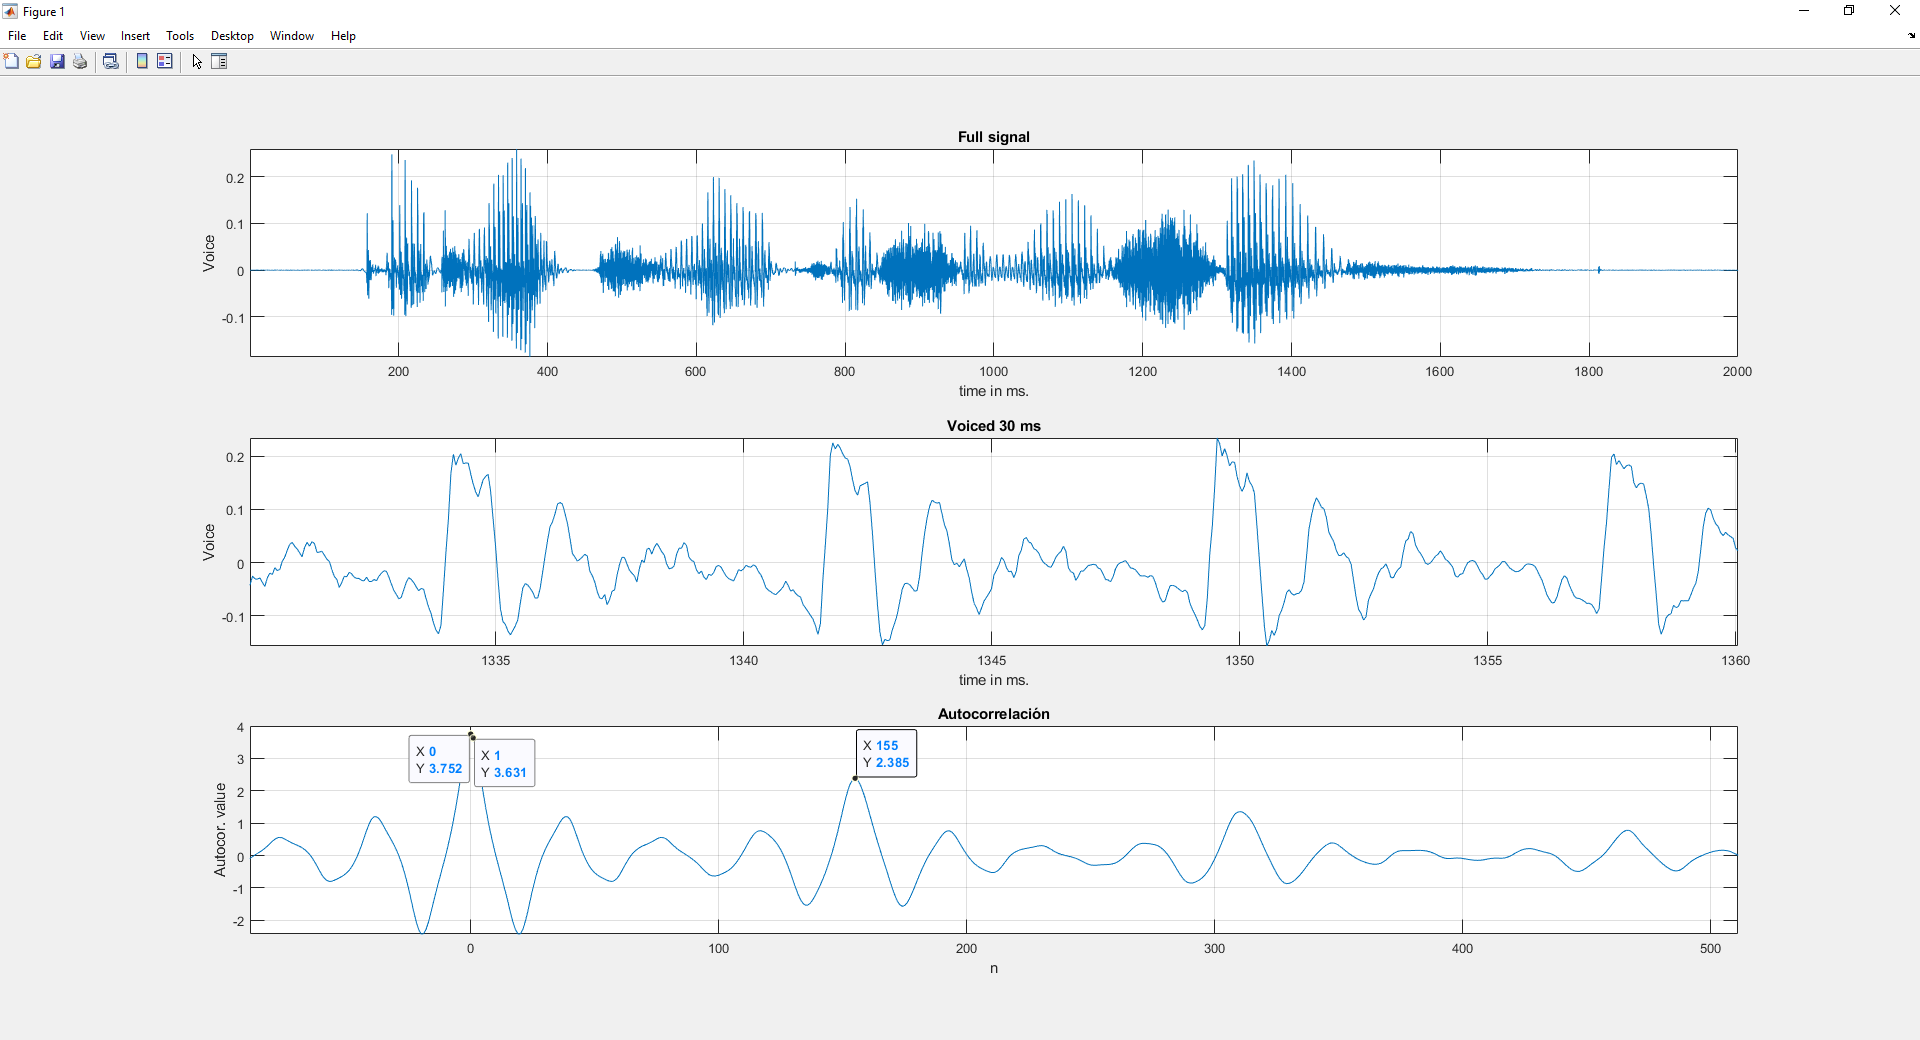 Figure 1
File Edit View Insert Tools Desktop Window Help
Full signal
Voice
0.2
0.1
0
-0.1
200 400 600 800 1000 1200 1400 1600 1800 2000
time in ms.
Voiced 30 ms
Voice
0.2
0.1
0
-0.1
1335 1340 1345 1350 1355 1360
time in ms.
Autocorrelación
Autocor. value
4
3
2
1
0
-1
-2
X 0
Y 3.752
X 1
Y 3.631
X 155
Y 2.385
0 100 200 300 400 500
n